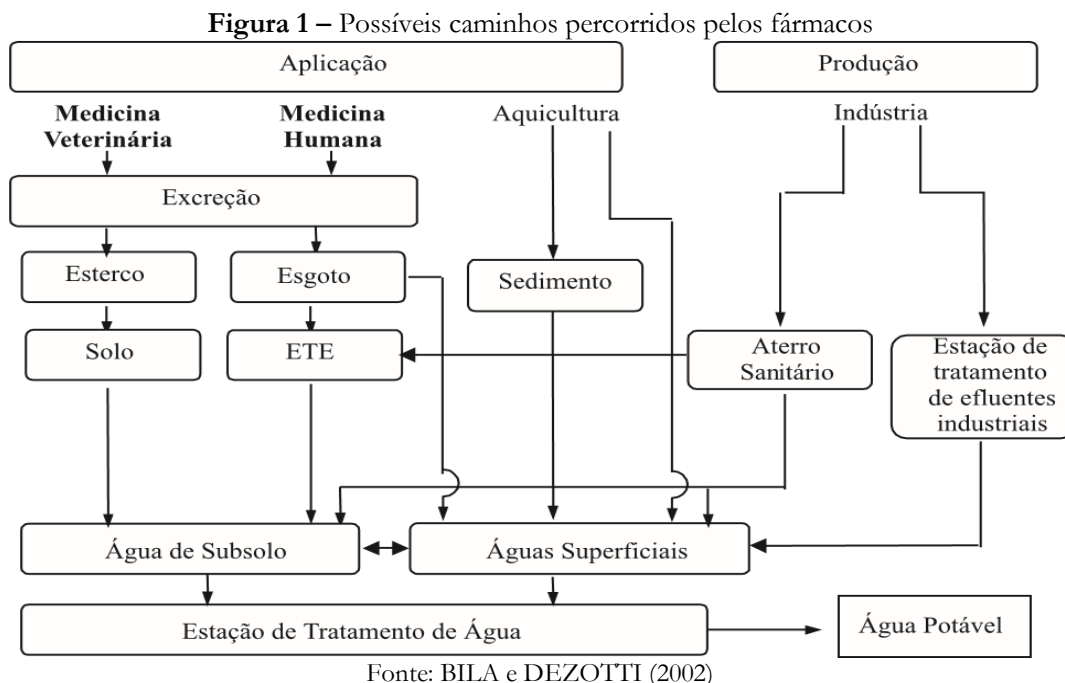 Figura 1 – Possíveis caminhos percorridos pelos fármacos
Aplicação
Produção
Medicina
Veterinária
Medicina
Humana
Aquicultura
Indústria
Excreção
Esterco
Esgoto
Sedimento
Solo
ETE
Aterro
Sanitário
Estação de
tratamento
de efluentes
industriais
Água de Subsolo
Águas Superficiais
Estação de Tratamento de Água
Água Potável
Fonte: BILA e DEZOTTI (2002)